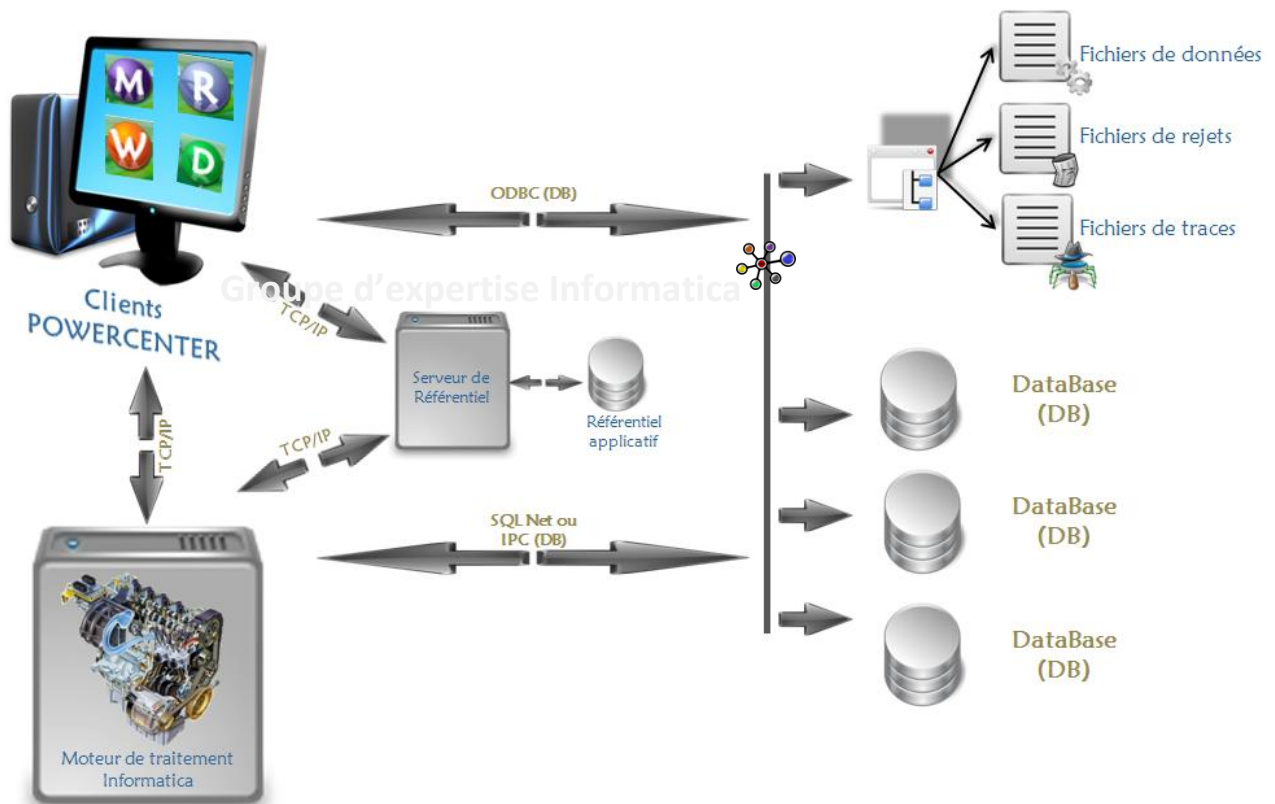 M R
W D
Clients
POWERCENTER
ODBC (DB)
Fichiers de données
Fichiers de rejets
Fichiers de traces
Groupe d'expertise Informatica
TCP/IP
Serveur de
Référentiel
Référentiel
applicatif
TCP/IP
TCP/IP
SQL Net ou
IPC (DB)
DataBase
(DB)
DataBase
(DB)
DataBase
(DB)
Moteur de traitement
Informatica